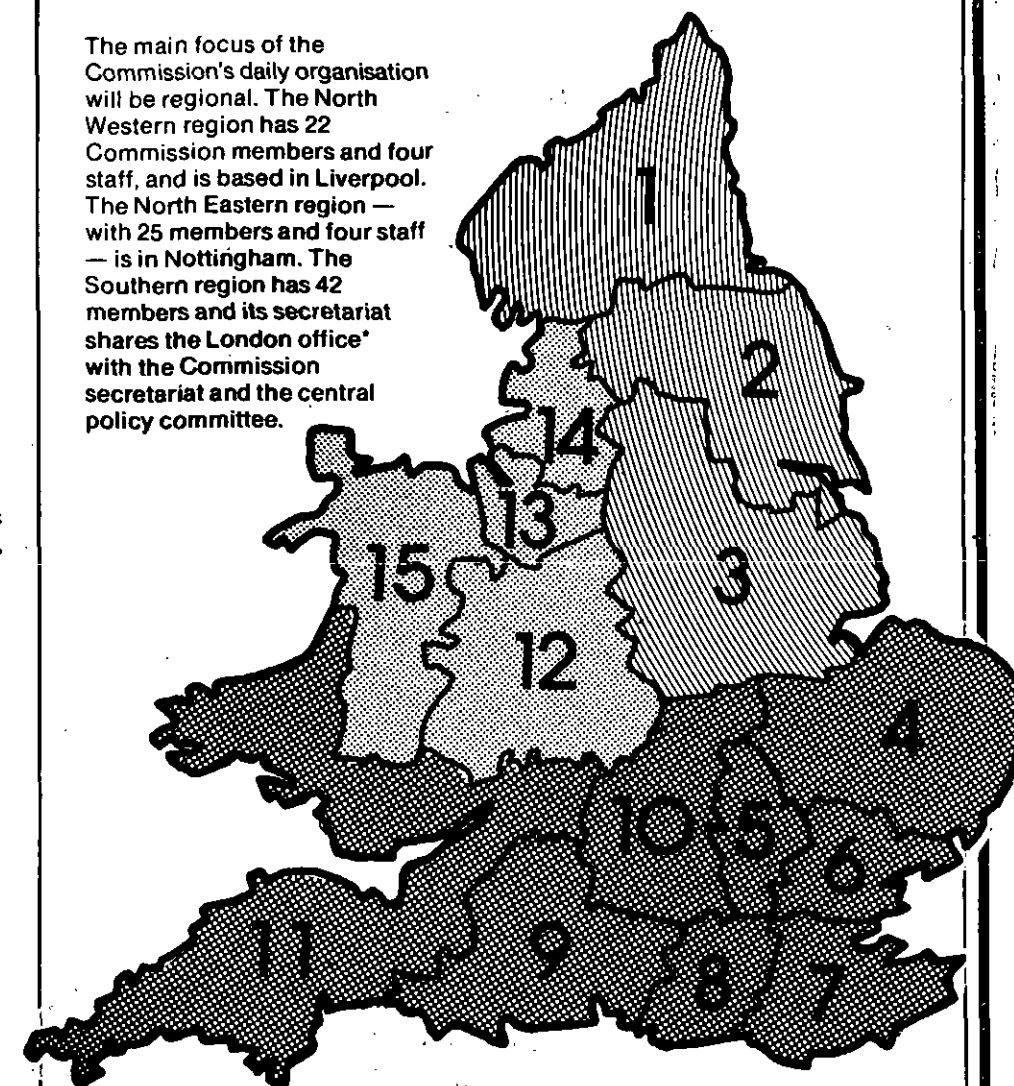 The main focus of the
Commission's daily organisation
will be regional. The North
Western region has 22
Commission members and four
staff, and is based in Liverpool.
The North Eastern region —
with 25 members and four staff
— is in Nottingham. The
Southern region has 42
members and its secretariat
shares the London office*
with the Commission
secretariat and the central
policy committee.
1
2
14
13
3
15
12
4
10
5
6
11
9
8
7